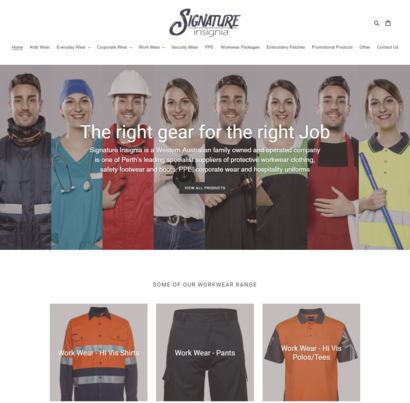 SIGNATURE
insignia
Home Kids Wear Everyday Wear Corporate Wear Work Wear Security Wear PPE Workwear Packages Embroidery Patches Promotional Products Other Contact Us
The right gear for the right Job
Signature Insignia is a Western Australian family owned and operated company
is one of Perth's leading specialist suppliers of protective workwear clothing,
safety footwear and boots, PPE, corporate wear and hospitality uniforms
VIEW ALL PRODUCTS
SOME OF OUR WORKWEAR RANGE
Work Wear - Hi Vis Shirts
Work Wear - Pants
Work Wear - Hi Vis
Polos/Tees